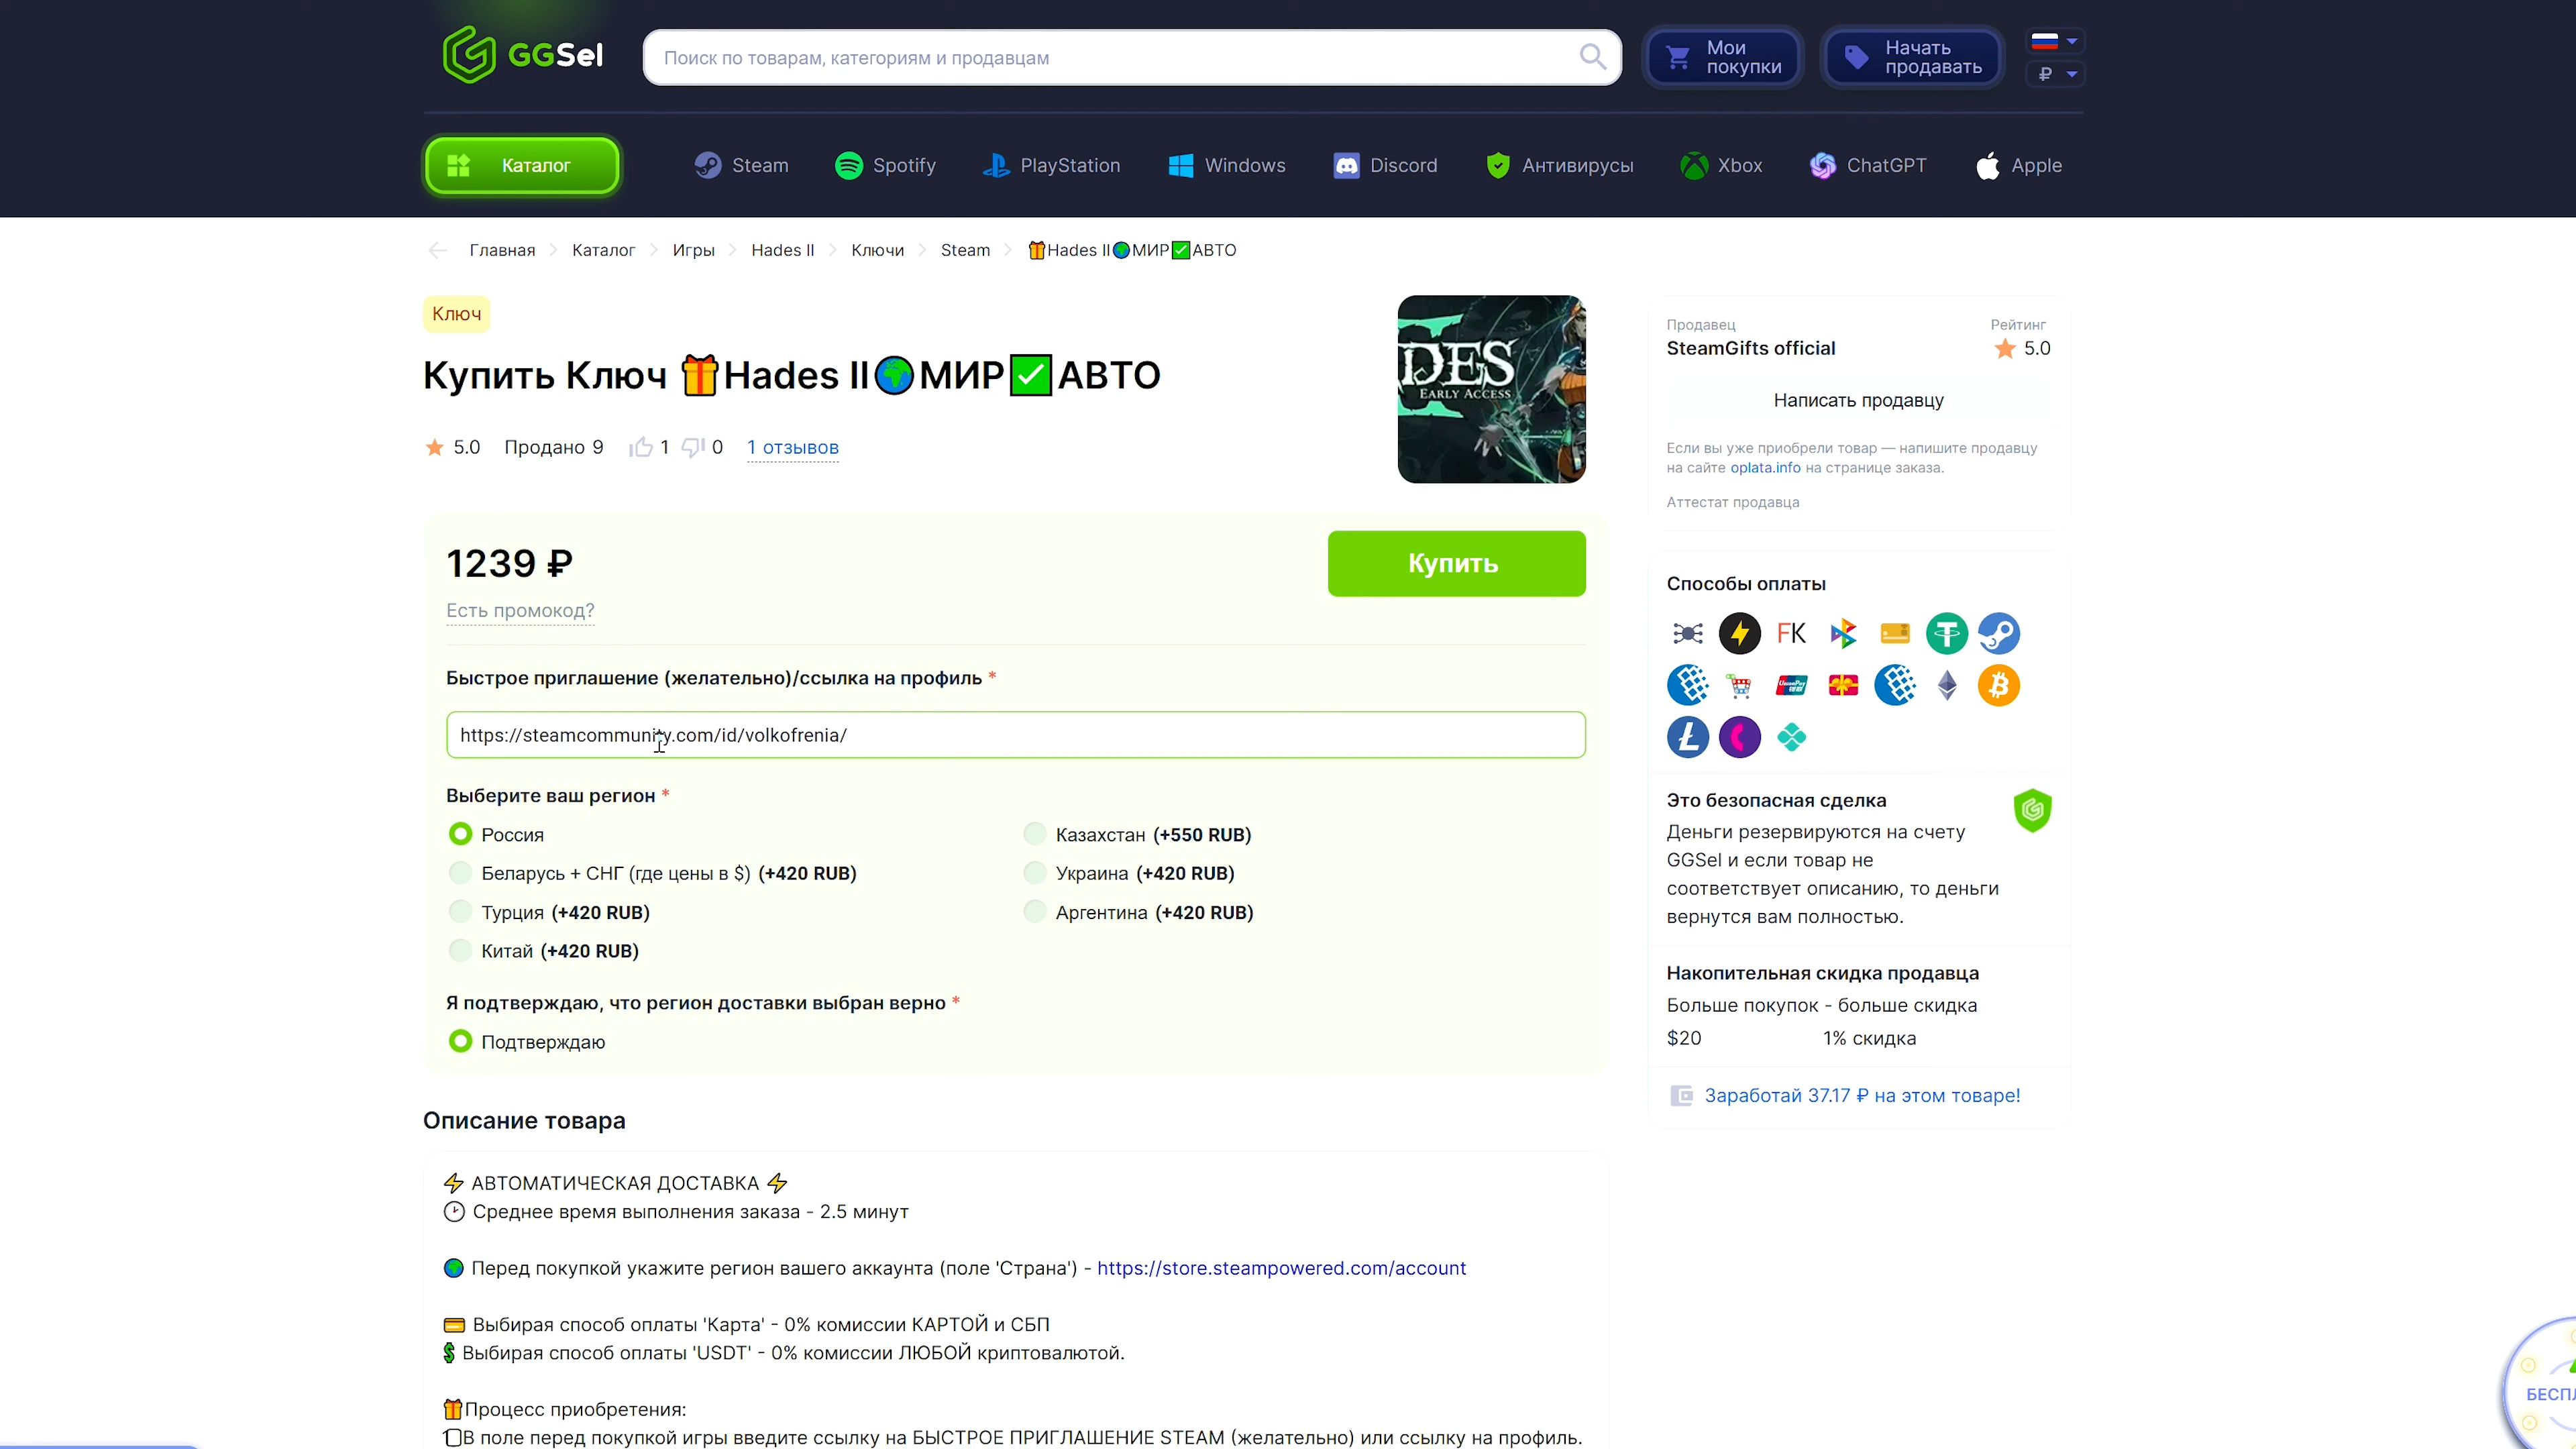 GGSel
Поиск по товарам, категориям и продавцам
Мои
покупки
Начать
продавать
₽
Каталог
Steam
Spotify
PlayStation
Windows
Discord
Антивирусы
Xbox
ChatGPT
Apple
Главная
Каталог
Игры
Hades II
Ключи
Steam
🎁Hades II🌍МИР✅АВТО
Ключ
Купить Ключ 🎁Hades II🌍МИР✅АВТО
5.0
Продано 9
1
0
1 отзывов
DES
EARLY ACCESS
1239 ₽
Купить
Есть промокод?
Быстрое приглашение (желательно)/ссылка на профиль *
https://steamcommunity.com/id/volkofrenia/
Выберите ваш регион *
Россия
Казахстан (+550 RUB)
Беларусь + СНГ (где цены в $) (+420 RUB)
Украина (+420 RUB)
Турция (+420 RUB)
Аргентина (+420 RUB)
Китай (+420 RUB)
Я подтверждаю, что регион доставки выбран верно *
Подтверждаю
Описание товара
⚡ АВТОМАТИЧЕСКАЯ ДОСТАВКА ⚡
🕑 Среднее время выполнения заказа - 2.5 минут
🌍 Перед покупкой укажите регион вашего аккаунта (поле 'Страна') - https://store.steampowered.com/account
💳 Выбирая способ оплаты 'Карта' - 0% комиссии КАРТОЙ и СБП
💲 Выбирая способ оплаты 'USDT' - 0% комиссии ЛЮБОЙ криптовалютой.
🎁Процесс приобретения:
1⃣В поле перед покупкой игры введите ссылку на БЫСТРОЕ ПРИГЛАШЕНИЕ STEAM (желательно) или ссылку на профиль.
Продавец
Рейтинг
SteamGifts official
5.0
Написать продавцу
Если вы уже приобрели товар — напишите продавцу
на сайте oplata.info на странице заказа.
Аттестат продавца
Способы оплаты
FK
Это безопасная сделка
Деньги резервируются на счету
GGSel и если товар не
соответствует описанию, то деньги
вернутся вам полностью.
Накопительная скидка продавца
Больше покупок - больше скидка
$20
1% скидка
Заработай 37.17 ₽ на этом товаре!